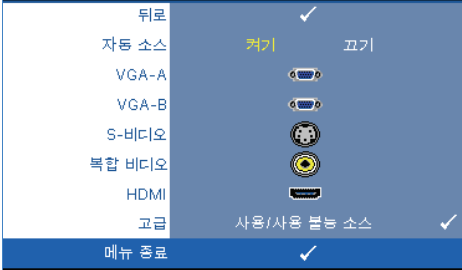 뒤로
자동 소스 켜기 끄기
VGA-A
VGA-B
S-비디오
복합 비디오
HDMI
고급 사용/사용 불능 소스
메뉴 종료